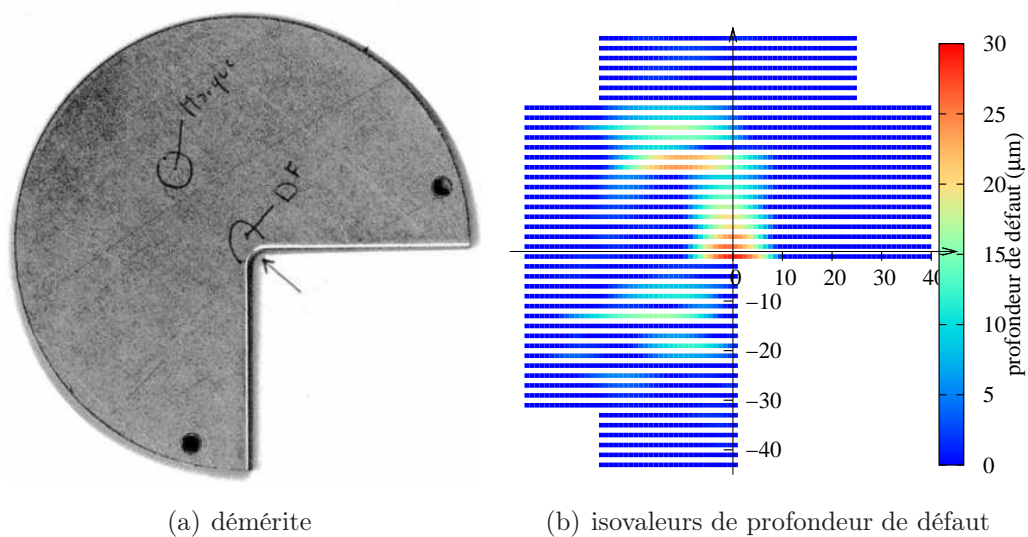 Marque
DF
30
25
20
15
10
5
0
profondeur de défaut (µm)
0 10 20 30 40
−10
−20
−30
−40
(a) démérite
(b) isovaleurs de profondeur de défaut